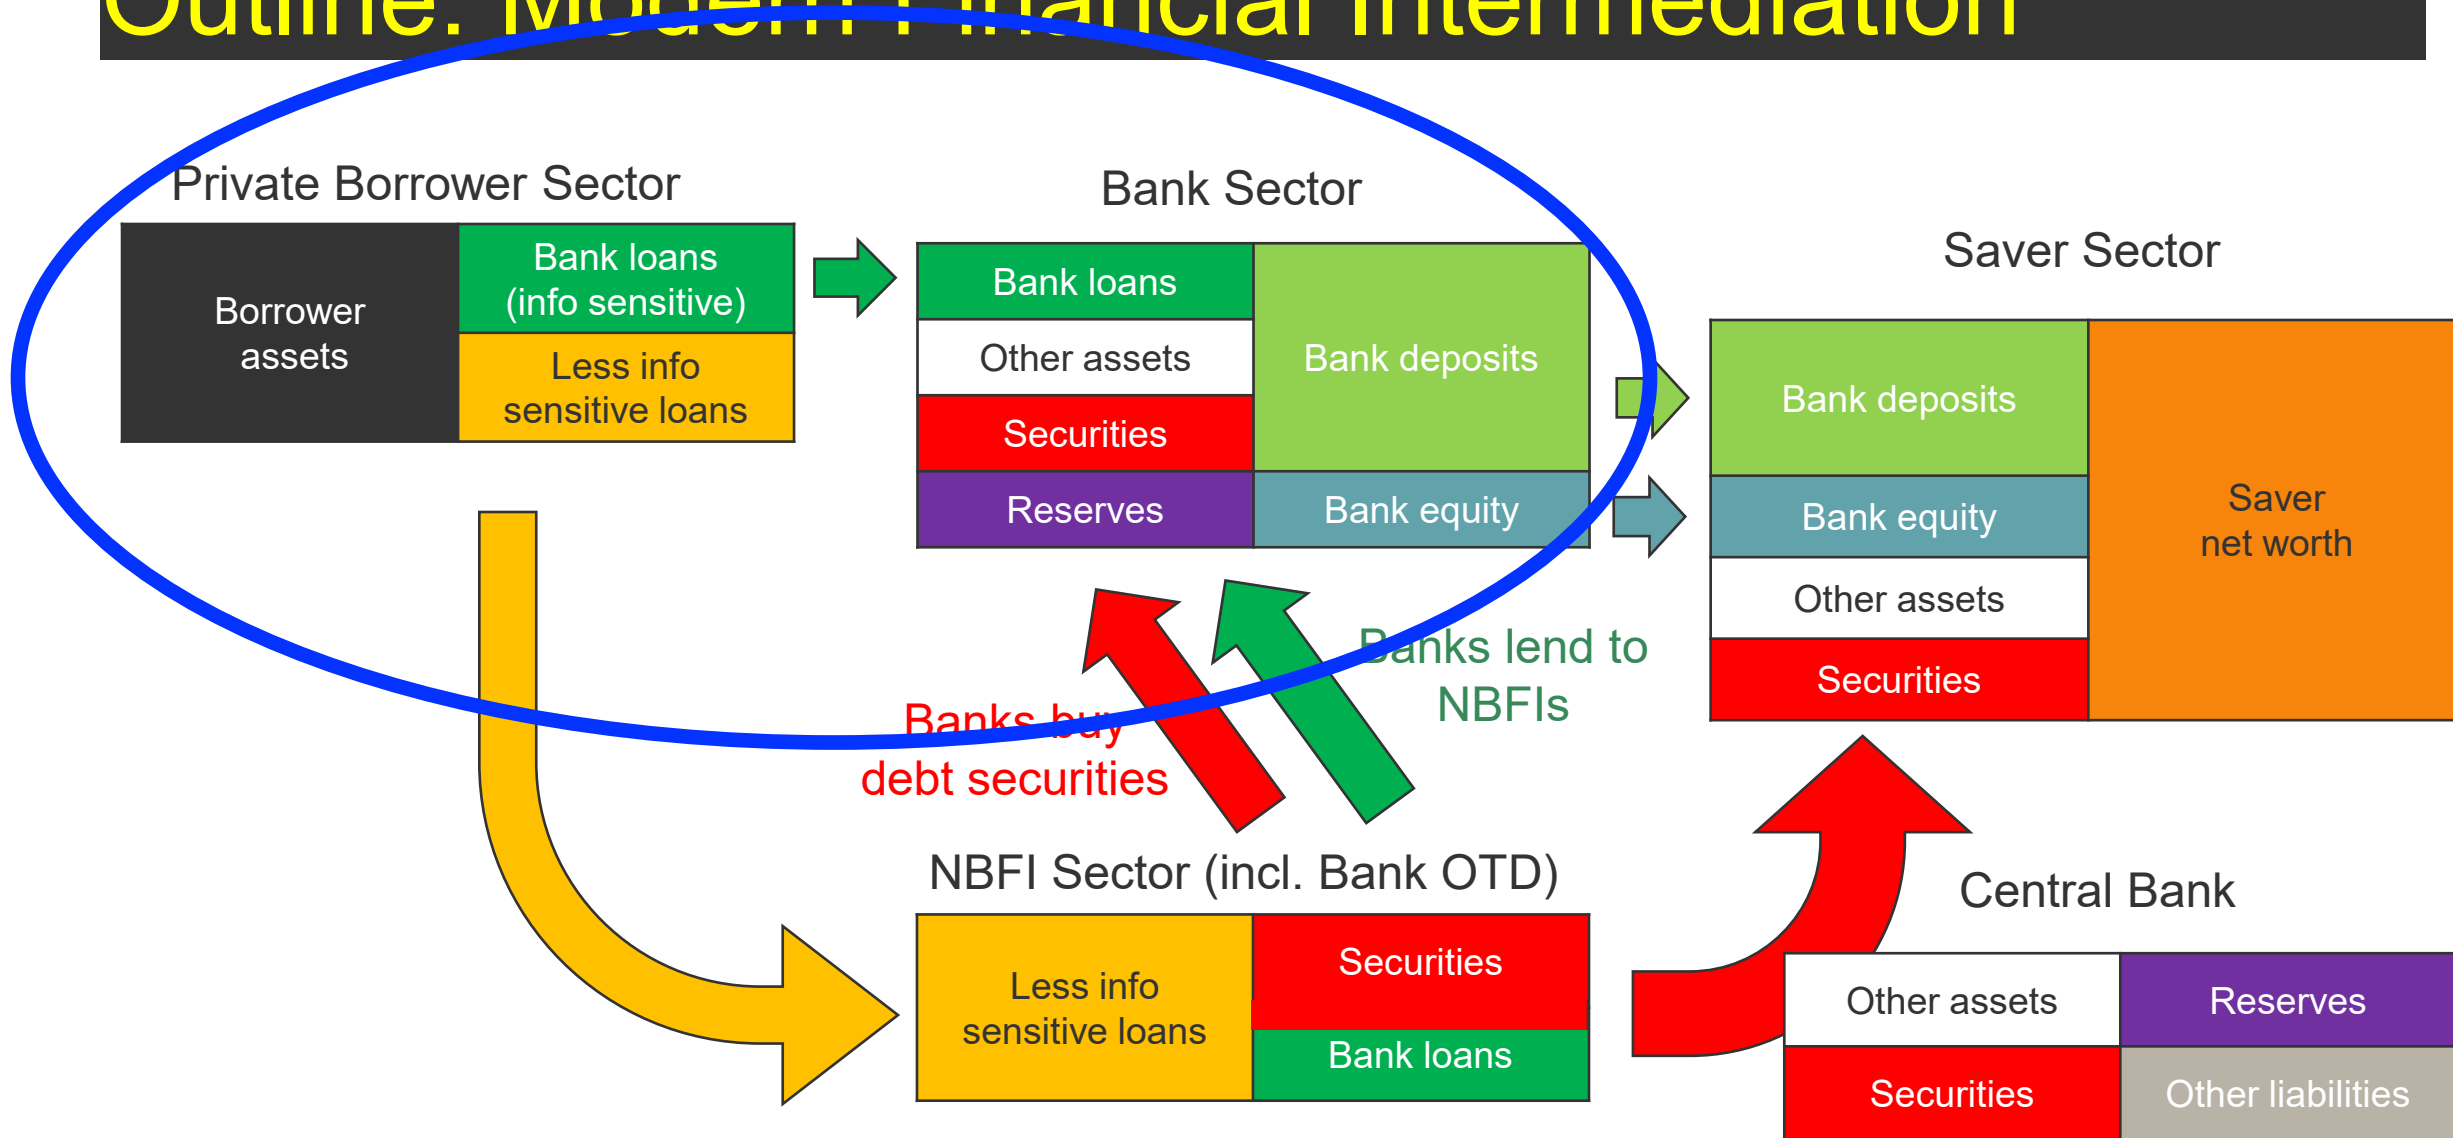 Outline: Modern Financial Intermediation
Private Borrower Sector
Borrower
assets
Bank loans
(info sensitive)
Less info
sensitive loans
Bank Sector
Bank loans
Other assets
Securities
Reserves
Bank deposits
Bank equity
Saver Sector
Bank deposits
Bank equity
Other assets
Securities
Saver
net worth
Banks buy
debt securities
Banks lend to
NBFIs
NBFI Sector (incl. Bank OTD)
Less info
sensitive loans
Securities
Bank loans
Central Bank
Other assets
Securities
Reserves
Other liabilities